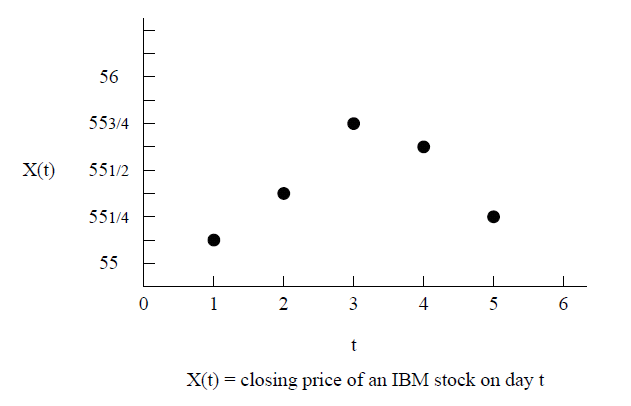 56
553/4
X(t) 551/2
551/4
55
0 1 2 3 4 5 6
t
X(t) = closing price of an IBM stock on day t